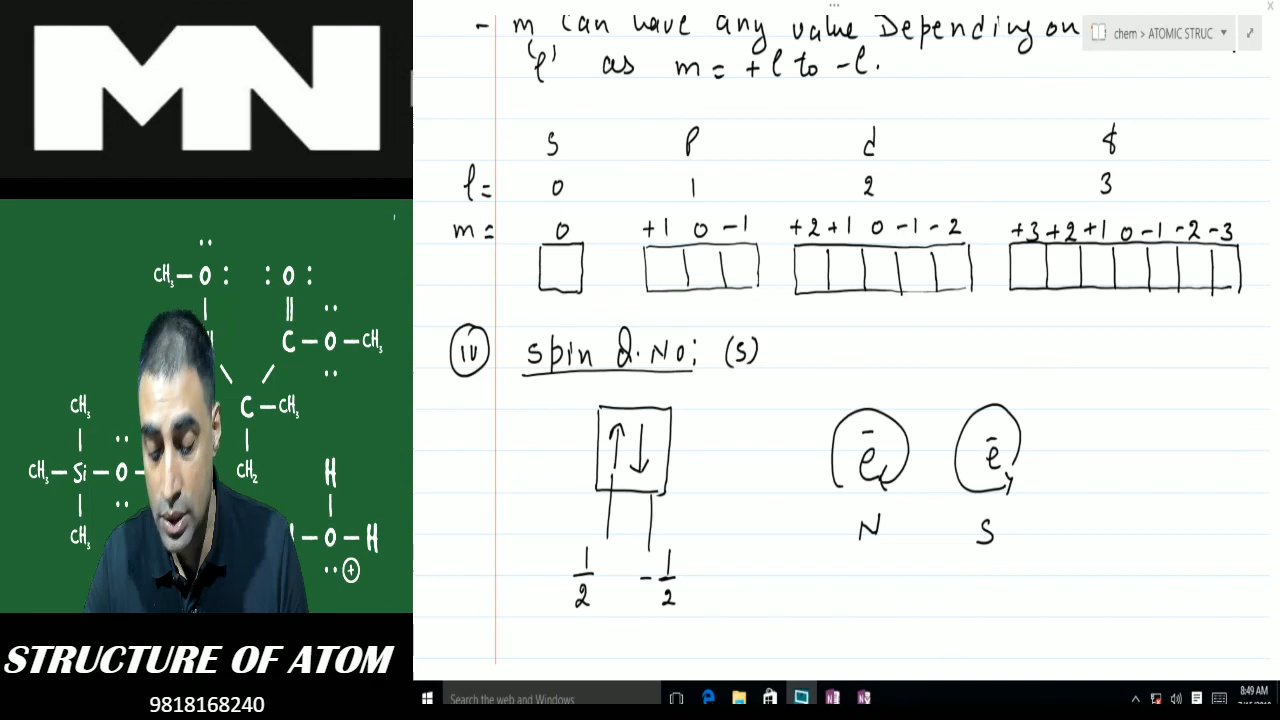 MN
CH₃—O: :O:
C—O—CH₃
CH₃ C—CH₃
CH₃—Si—O— CH₂ H
CH₃ —O—H
⊕
STRUCTURE OF ATOM
9818168240
- m can have any value Depending on
'l' as m = +l to -l.
chem > ATOMIC STRUC
s p d f
l = 0 1 2 3
m = 0 +1 0 -1 +2 +1 0 -1 -2 +3 +2 +1 0 -1 -2 -3
(iv) spin Q.No: (s)
ē ē
N S
1/2 -1/2
Search the web and Windows
8:49 AM